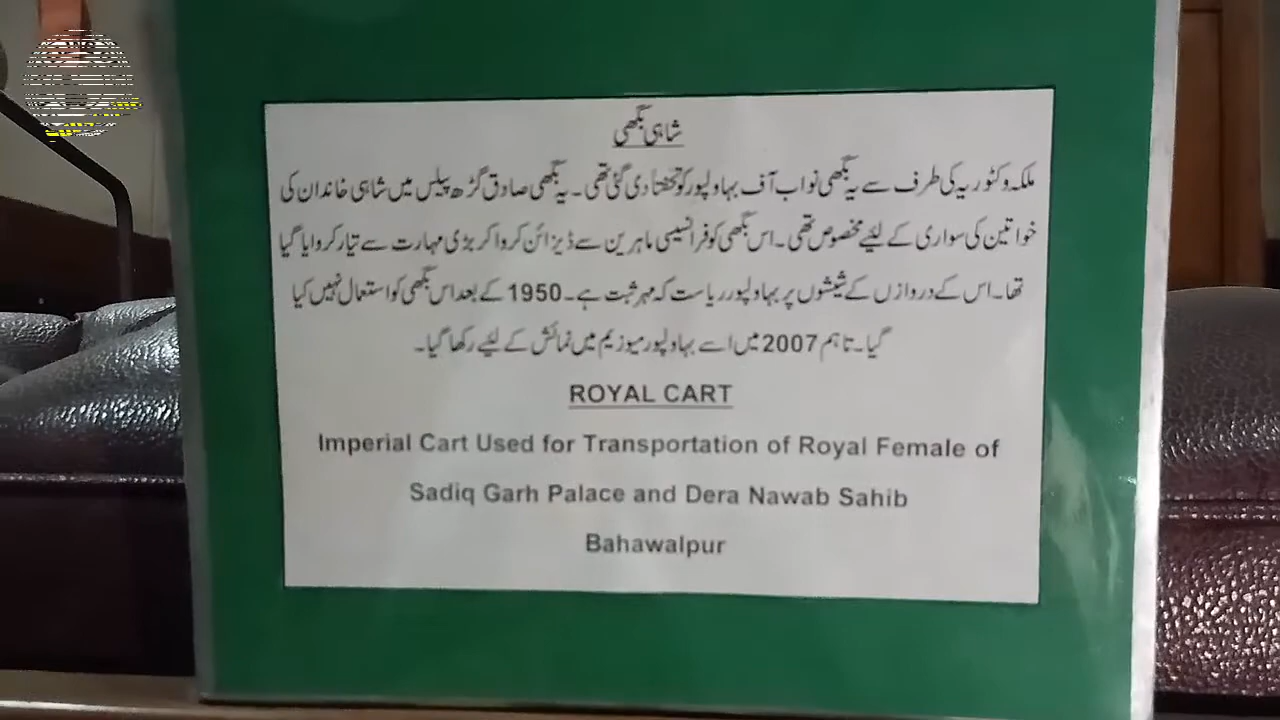 شاہی بگھی
ملکہ وکٹوریہ کی طرف سے یہ بگھی نواب آف بہاولپور کو تحفتاً دی گئی تھی۔ یہ بگھی صادق گڑھ پیلس میں شاہی خاندان کی
خواتین کی سواری کے لیئے مخصوص تھی۔ اس بگھی کو فرانسیسی ماہرین سے ڈیزائن کروا کر بڑی مہارت سے تیار کروایا گیا
تھا۔ اس کے دروازں کے شیشوں پر بہاولپور ریاست کہ مہر ثبت ہے۔ 1950 کے بعد اس بگھی کو استعمال نہیں کیا
گیا۔ تاہم 2007 میں اسے بہاولپور میوزیم میں نمائش کے لیئے رکھا گیا۔
ROYAL CART
Imperial Cart Used for Transportation of Royal Female of
Sadiq Garh Palace and Dera Nawab Sahib
Bahawalpur